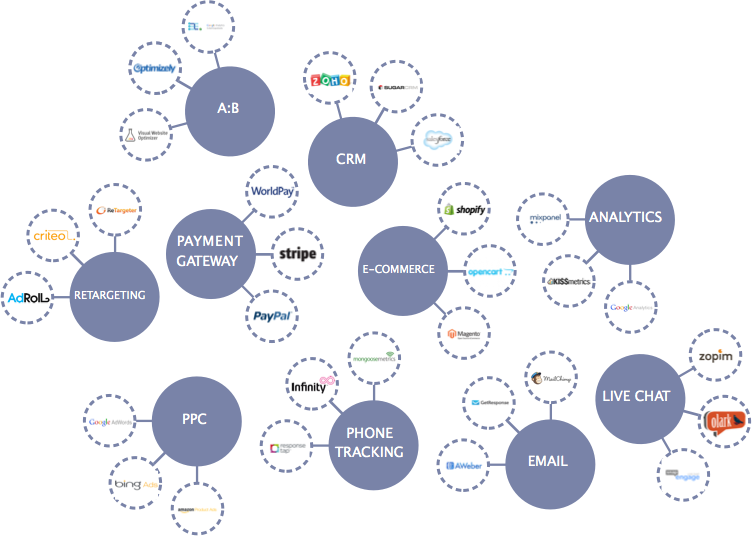 A:B
Optimizely
Visual Website
Optimizer
CRM
ZOHO
SUGARCRM
salesforce
RETARGETING
ReTargeter
criteo
AdRoll
PAYMENT
GATEWAY
WorldPay
stripe
PayPal
E-COMMERCE
shopify
opencart
Magento
ANALYTICS
mixpanel
KISSmetrics
Google Analytics
PPC
Google AdWords
bing Ads
amazon
PHONE
TRACKING
mongoosemetrics
Infinity
response
tap
EMAIL
MailChimp
GetResponse
AWeber
LIVE CHAT
zopim
olark
engage